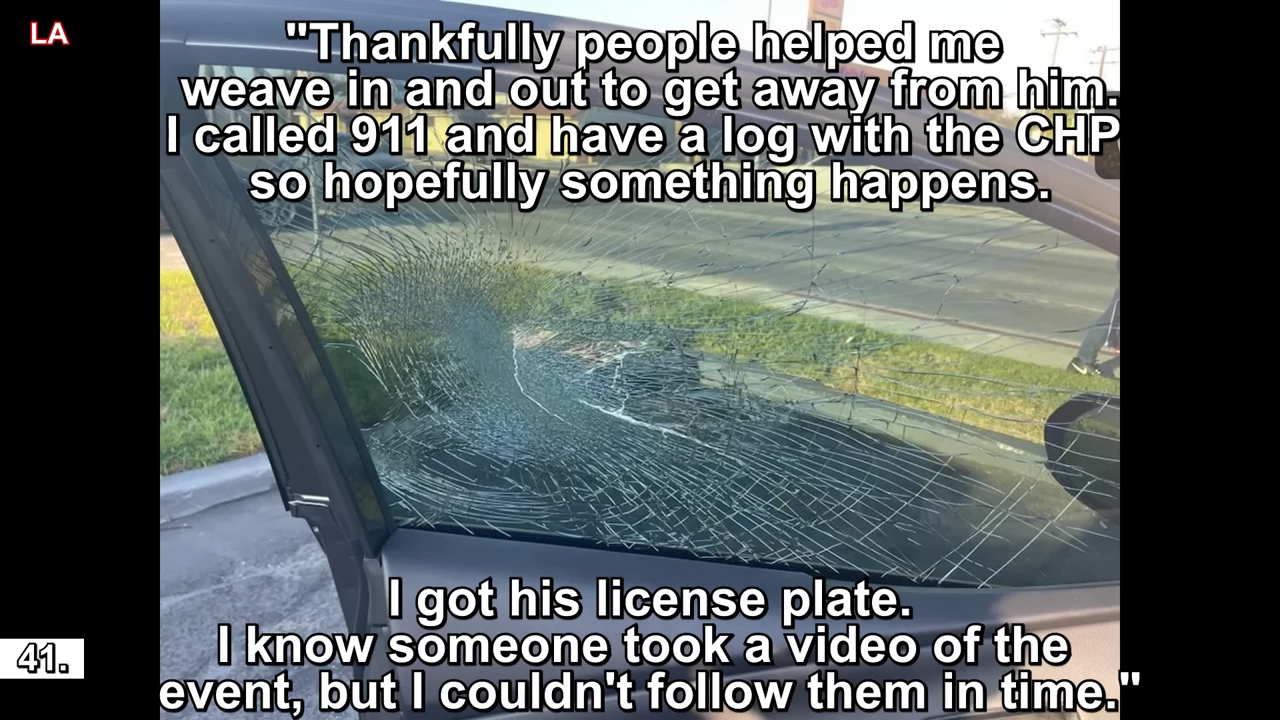 LA
"Thankfully people helped me
weave in and out to get away from him.
I called 911 and have a log with the CHP
so hopefully something happens.
I got his license plate.
I know someone took a video of the
event, but I couldn't follow them in time."
41.